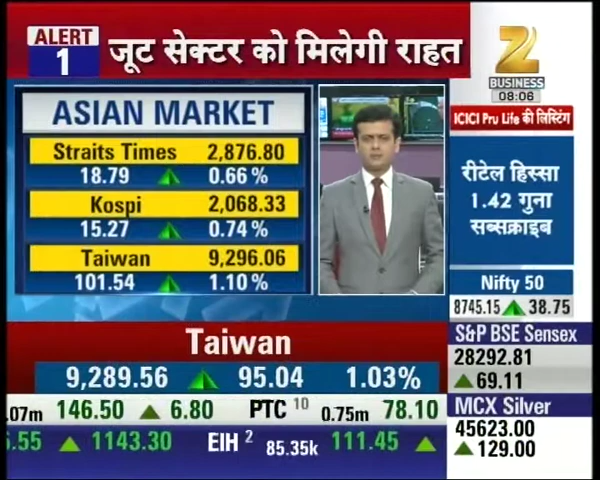 ALERT
1
जूट सेक्टर को मिलेगी राहत
Z
BUSINESS
08:06
ASIAN MARKET
Straits Times 2,876.80
18.79 0.66 %
Kospi 2,068.33
15.27 0.74 %
Taiwan 9,296.06
101.54 1.10 %
ICICI Pru Life की लिस्टिंग
रीटेल हिस्सा
1.42 गुना
सब्सक्राइब
Nifty 50
8745.15 38.75
Taiwan
9,289.56 95.04 1.03%
S&P BSE Sensex
28292.81
69.11
.07m 146.50 6.80 PTC 10 0.75m 78.10
MCX Silver
45623.00
129.00
5.55 1143.30 EIH 2 85.35k 111.45